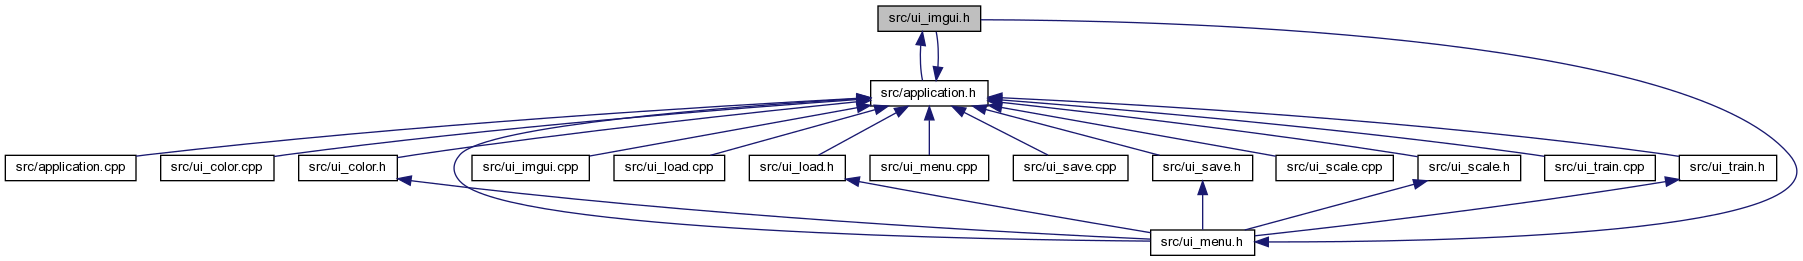 src/ui_imgui.h
src/application.h
src/application.cpp
src/ui_color.cpp
src/ui_color.h
src/ui_imgui.cpp
src/ui_load.cpp
src/ui_load.h
src/ui_menu.cpp
src/ui_save.cpp
src/ui_save.h
src/ui_scale.cpp
src/ui_scale.h
src/ui_train.cpp
src/ui_train.h
src/ui_menu.h